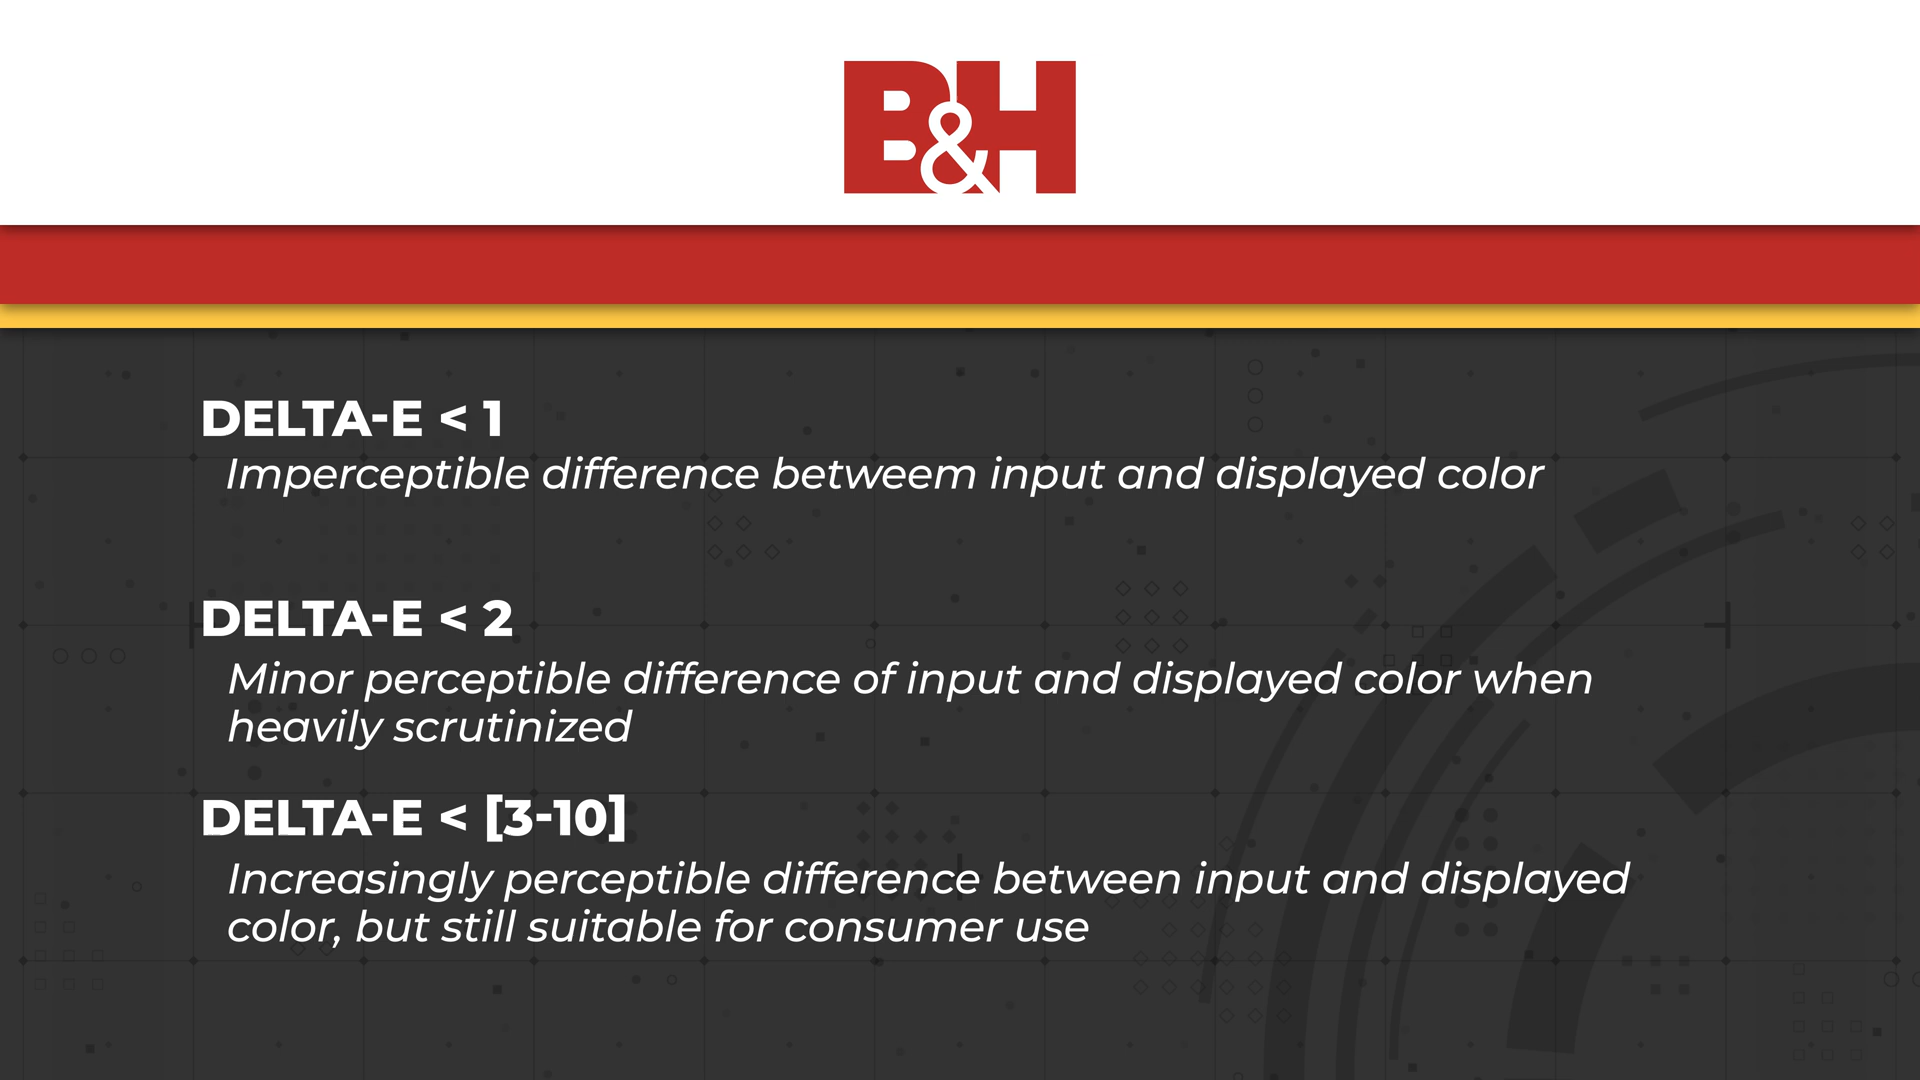 B&H
DELTA-E < 1
Imperceptible difference betweem input and displayed color
DELTA-E < 2
Minor perceptible difference of input and displayed color when
heavily scrutinized
DELTA-E < [3-10]
Increasingly perceptible difference between input and displayed
color, but still suitable for consumer use